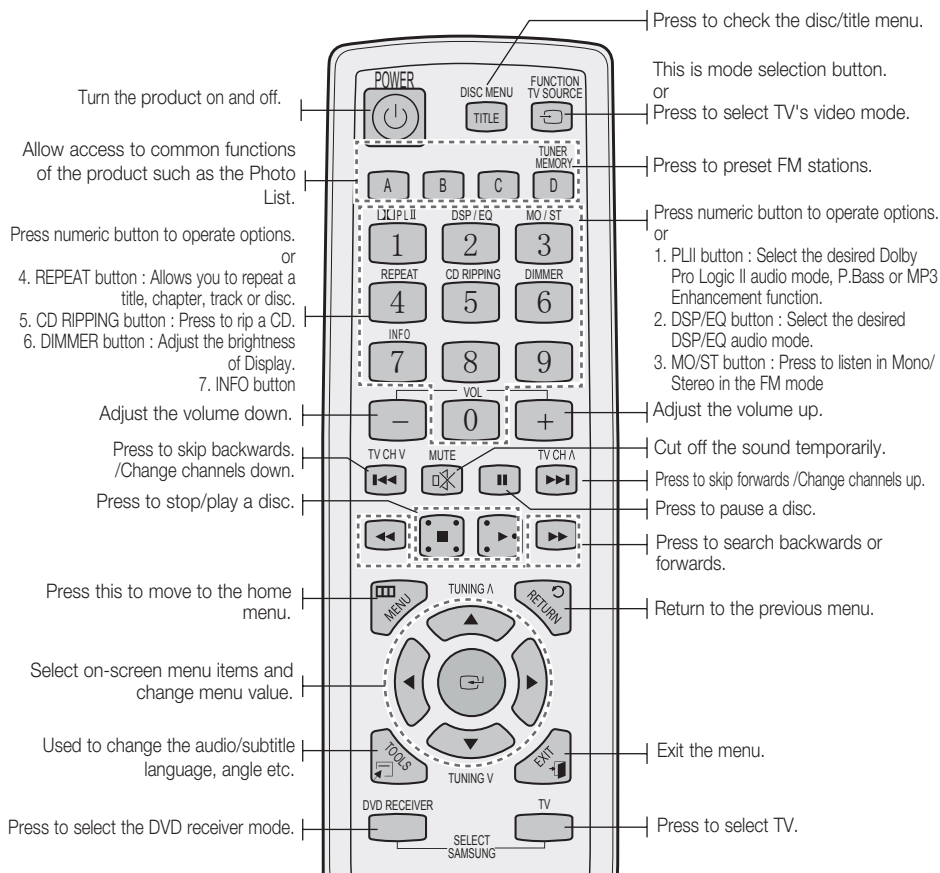 Press to check the disc/title menu.
POWER
DISC MENU
TITLE
FUNCTION
TV SOURCE
Turn the product on and off.
This is mode selection button.
or
Press to select TV's video mode.
Allow access to common functions
of the product such as the Photo
List.
TUNER
MEMORY
A
B
C
D
Press to preset FM stations.
Press numeric button to operate options.
or
4. REPEAT button : Allows you to repeat a
title, chapter, track or disc.
5. CD RIPPING button : Press to rip a CD.
6. DIMMER button : Adjust the brightness
of Display.
7. INFO button
PL II
DSP / EQ
MO / ST
1
2
3
REPEAT
CD RIPPING
DIMMER
4
5
6
INFO
7
8
9
VOL
−
0
+
Press numeric button to operate options.
or
1. PLII button : Select the desired Dolby
Pro Logic II audio mode, P.Bass or MP3
Enhancement function.
2. DSP/EQ button : Select the desired
DSP/EQ audio mode.
3. MO/ST button : Press to listen in Mono/
Stereo in the FM mode
Adjust the volume down.
Adjust the volume up.
Press to skip backwards.
/Change channels down.
TV CH V
MUTE
TV CH Λ
Cut off the sound temporarily.
Press to skip forwards /Change channels up.
Press to stop/play a disc.
Press to pause a disc.
Press to search backwards or
forwards.
Press this to move to the home
menu.
MENU
TUNING Λ
RETURN
Return to the previous menu.
Select on-screen menu items and
change menu value.
Used to change the audio/subtitle
language, angle etc.
TOOLS
TUNING V
EXIT
Exit the menu.
Press to select the DVD receiver mode.
DVD RECEIVER
TV
SELECT
SAMSUNG
Press to select TV.